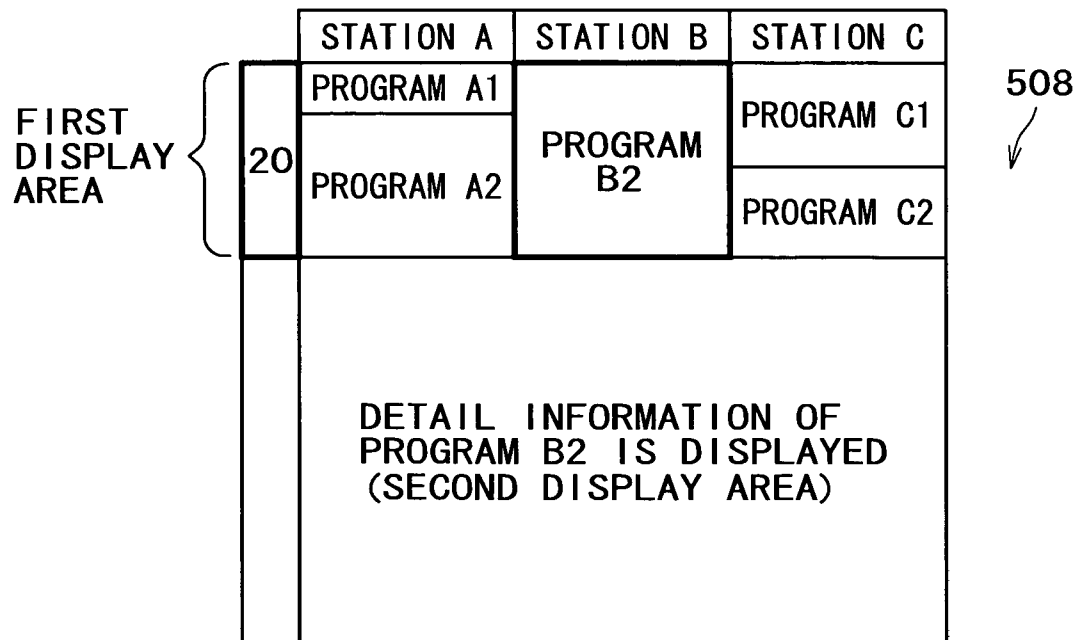 STATION A STATION B STATION C
508
FIRST
DISPLAY
AREA
20
PROGRAM A1
PROGRAM A2
PROGRAM
B2
PROGRAM C1
PROGRAM C2
DETAIL INFORMATION OF
PROGRAM B2 IS DISPLAYED
(SECOND DISPLAY AREA)